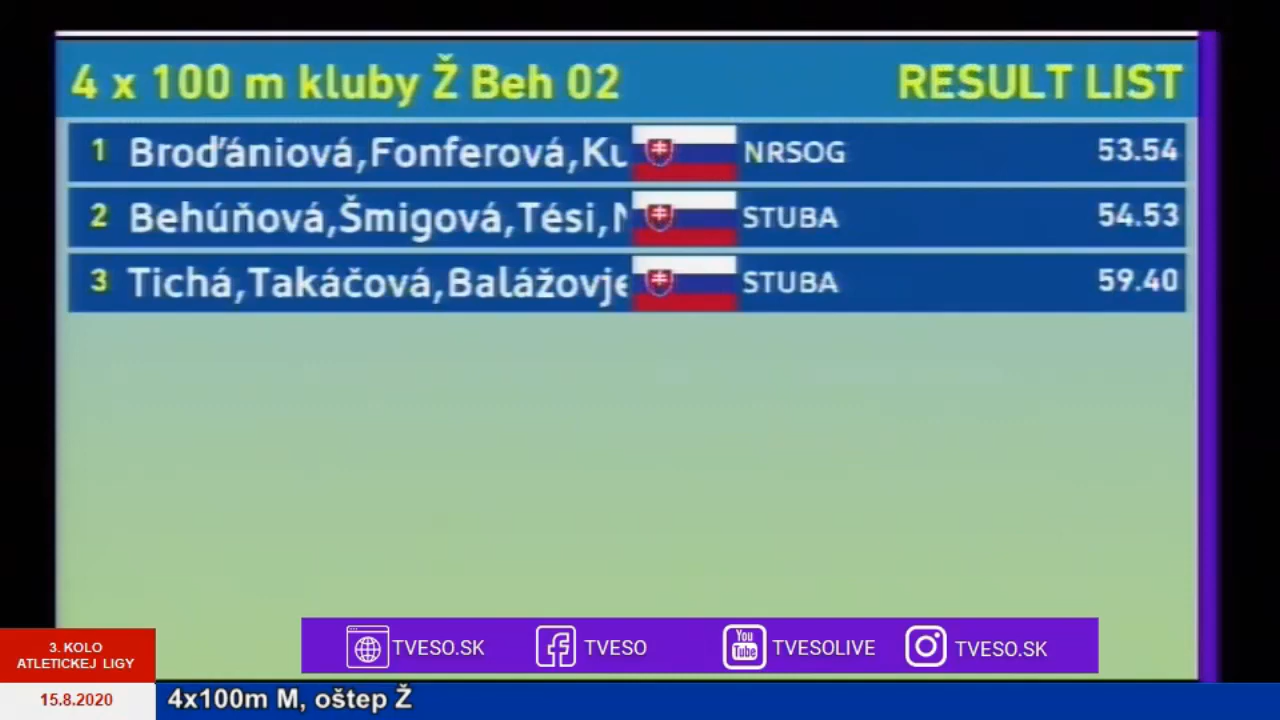 4 x 100 m kluby Ž Beh 02 RESULT LIST
1 Broďániová,Fonferová,Ku NRSOG 53.54
2 Behúňová,Šmigová,Tési, STUBA 54.53
3 Tichá,Takáčová,Balážovje STUBA 59.40
TVESO.SK TVESO You Tube TVESOLIVE TVESO.SK
3. KOLO
ATLETICKEJ LIGY
15.8.2020 4x100m M, oštep Ž